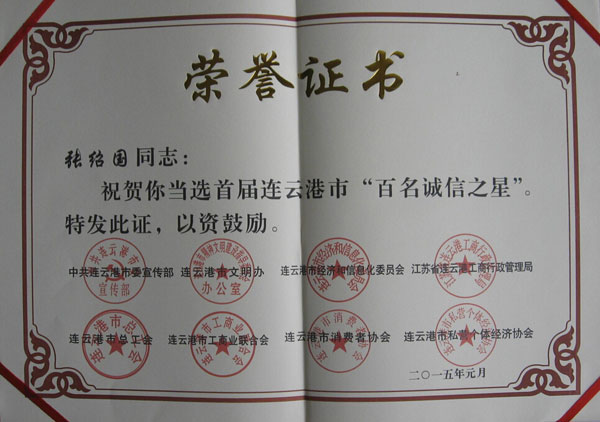 荣誉证书
张绍国同志：
祝贺你当选首届连云港市“百名诚信之星”。
特发此证，以资鼓励。
中共连云港市委宣传部 连云港市文明办 连云港市经济和信息化委员会 江苏省连云港工商行政管理局
宣传部 办公室
连云港市总工会 连云港市工商业联合会 连云港市消费者协会 连云港市私营个体经济协会
二〇一五年元月